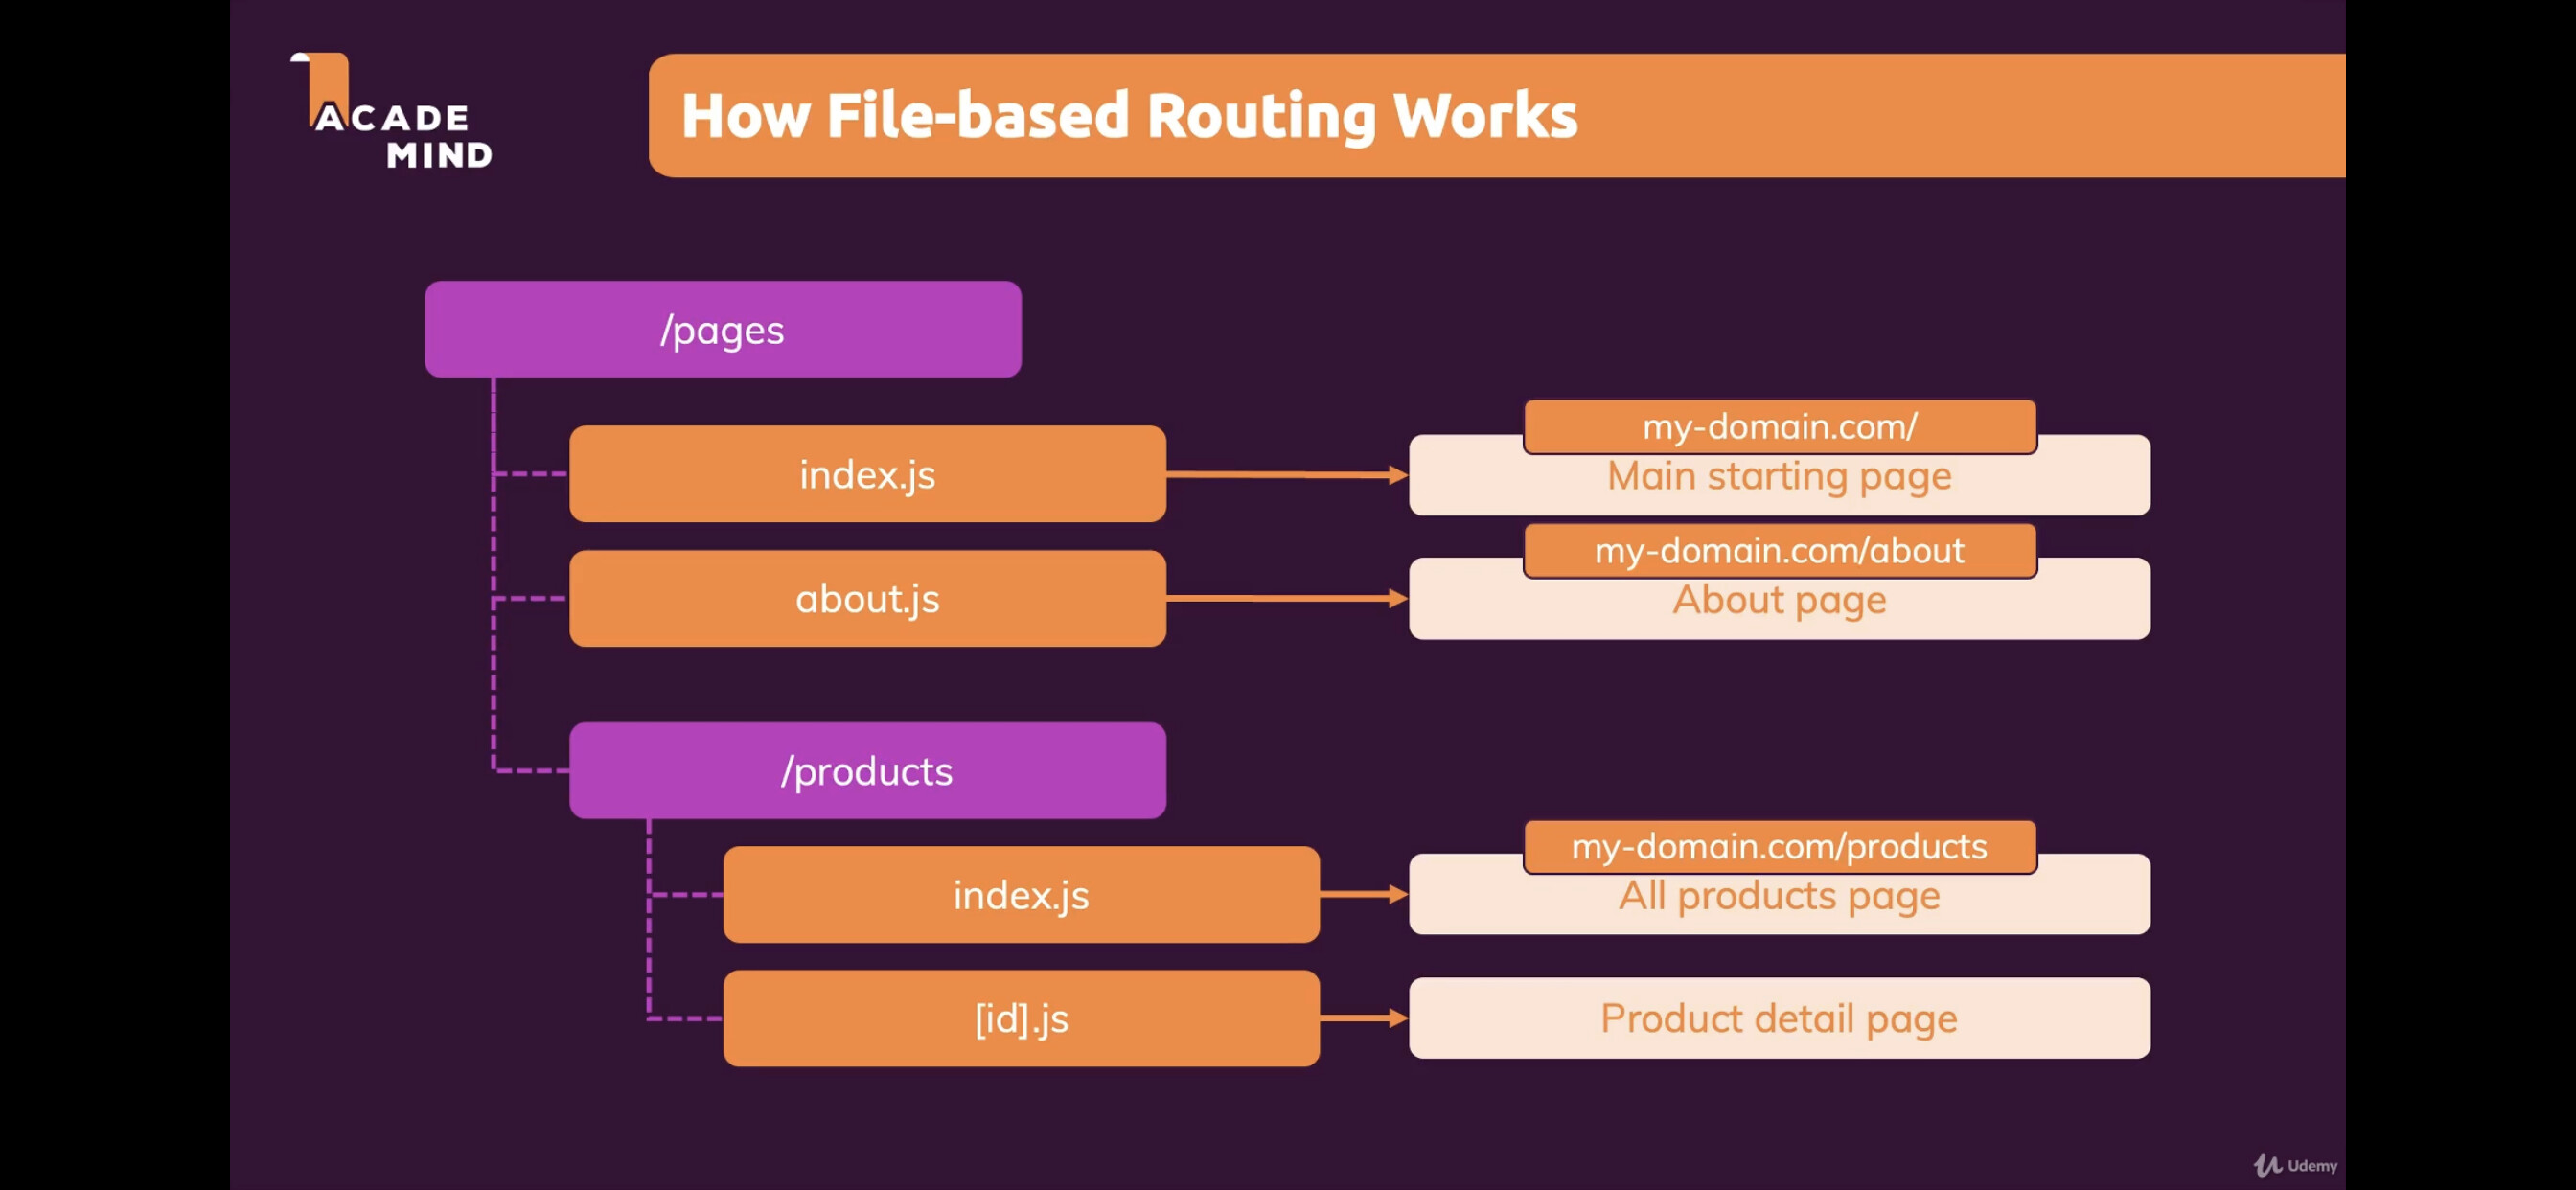 ACADE
MIND
How File-based Routing Works
/pages
index.js
my-domain.com/
Main starting page
about.js
my-domain.com/about
About page
/products
index.js
my-domain.com/products
All products page
[id].js
Product detail page
Udemy